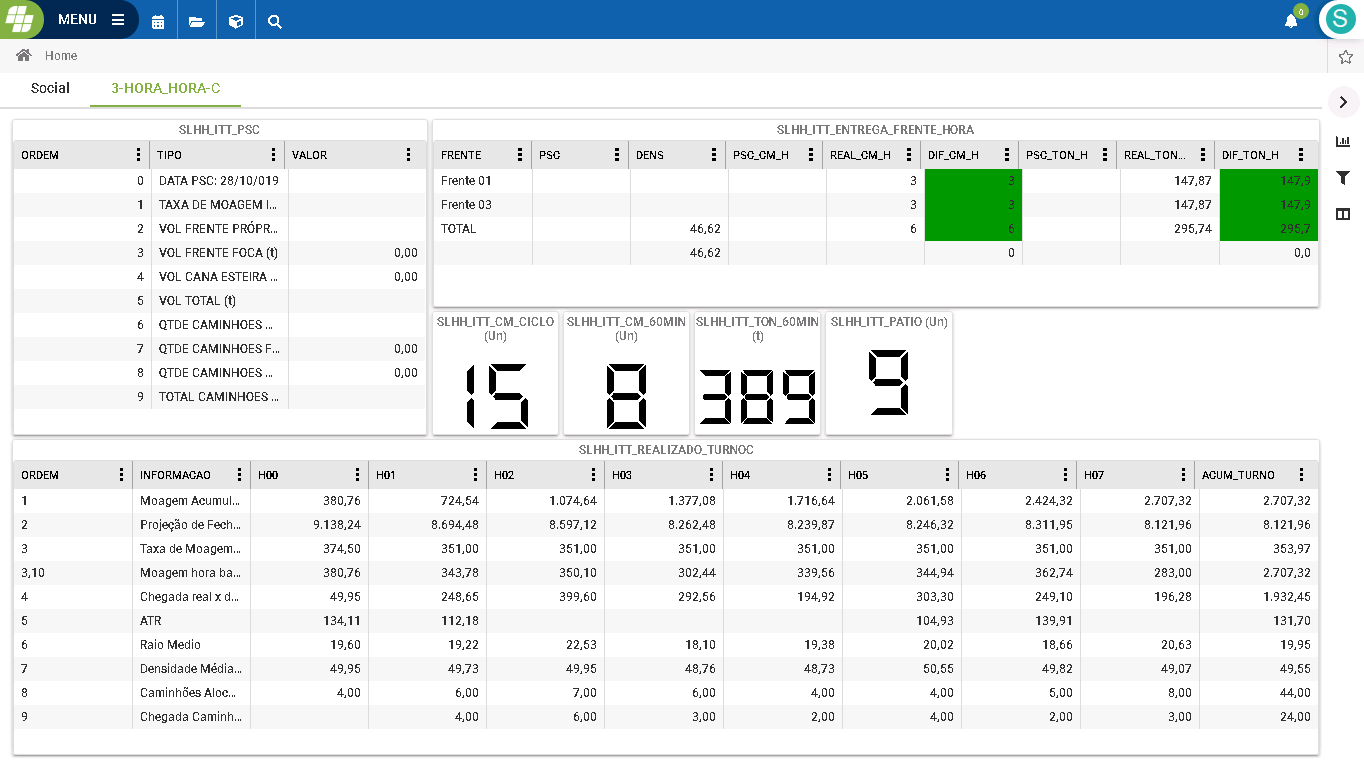 MENU
0
S
Home
Social 3-HORA_HORA-C
SLHH_ITT_PSC
ORDEM TIPO VALOR
0 DATA PSC: 28/10/019
1 TAXA DE MOAGEM I...
2 VOL FRENTE PRÓPR...
3 VOL FRENTE FOCA (t) 0,00
4 VOL CANA ESTEIRA ... 0,00
5 VOL TOTAL (t)
6 QTDE CAMINHOES ...
7 QTDE CAMINHOES F... 0,00
8 QTDE CAMINHOES ... 0,00
9 TOTAL CAMINHOES ...
SLHH_ITT_ENTREGA_FRENTE_HORA
FRENTE PSC DENS PSC_CM_H REAL_CM_H DIF_CM_H PSC_TON_H REAL_TON... DIF_TON_H
Frente 01 3 3 147,87 147,9
Frente 03 3 3 147,87 147,9
TOTAL 46,62 6 6 295,74 295,7
46,62 0 0,0
SLHH_ITT_CM_CICLO
(Un)
15
SLHH_ITT_CM_60MIN
(Un)
8
SLHH_ITT_TON_60MIN
(t)
389
SLHH_ITT_PATIO (Un)
9
SLHH_ITT_REALIZADO_TURNOC
ORDEM INFORMACAO H00 H01 H02 H03 H04 H05 H06 H07 ACUM_TURNO
1 Moagem Acumul... 380,76 724,54 1.074,64 1.377,08 1.716,64 2.061,58 2.424,32 2.707,32 2.707,32
2 Projeção de Fech... 9.138,24 8.694,48 8.597,12 8.262,48 8.239,87 8.246,32 8.311,95 8.121,96 8.121,96
3 Taxa de Moagem... 374,50 351,00 351,00 351,00 351,00 351,00 351,00 351,00 353,97
3,10 Moagem hora ba... 380,76 343,78 350,10 302,44 339,56 344,94 362,74 283,00 2.707,32
4 Chegada real x d... 49,95 248,65 399,60 292,56 194,92 303,30 249,10 196,28 1.932,45
5 ATR 134,11 112,18 104,93 139,91 131,70
6 Raio Medio 19,60 19,22 22,53 18,10 19,38 20,02 18,66 20,63 19,95
7 Densidade Média... 49,95 49,73 49,95 48,76 48,73 50,55 49,82 49,07 49,55
8 Caminhões Aloc... 4,00 6,00 7,00 6,00 4,00 4,00 5,00 8,00 44,00
9 Chegada Caminh... 4,00 6,00 3,00 2,00 4,00 2,00 3,00 24,00